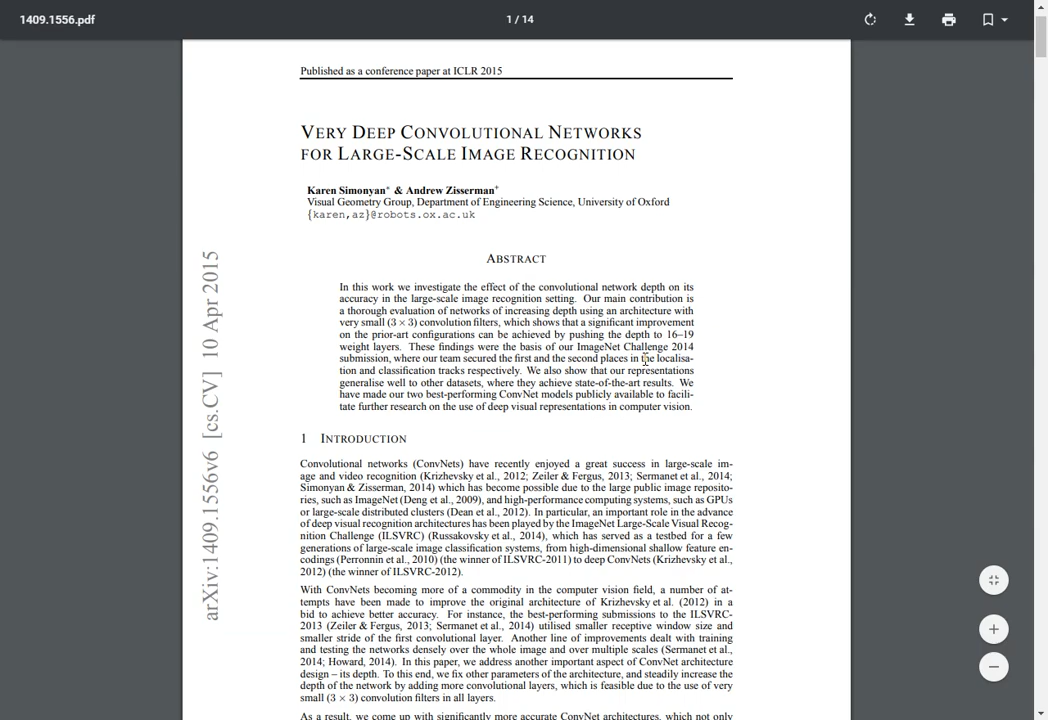 1409.1556.pdf
1 / 14
Published as a conference paper at ICLR 2015
VERY DEEP CONVOLUTIONAL NETWORKS
FOR LARGE-SCALE IMAGE RECOGNITION
Karen Simonyan* & Andrew Zisserman+
Visual Geometry Group, Department of Engineering Science, University of Oxford
{karen,az}@robots.ox.ac.uk
ABSTRACT
In this work we investigate the effect of the convolutional network depth on its
accuracy in the large-scale image recognition setting. Our main contribution is
a thorough evaluation of networks of increasing depth using an architecture with
very small (3 × 3) convolution filters, which shows that a significant improvement
on the prior-art configurations can be achieved by pushing the depth to 16–19
weight layers. These findings were the basis of our ImageNet Challenge 2014
submission, where our team secured the first and the second places in the localisa-
tion and classification tracks respectively. We also show that our representations
generalise well to other datasets, where they achieve state-of-the-art results. We
have made our two best-performing ConvNet models publicly available to facili-
tate further research on the use of deep visual representations in computer vision.
1 INTRODUCTION
Convolutional networks (ConvNets) have recently enjoyed a great success in large-scale im-
age and video recognition (Krizhevsky et al., 2012; Zeiler & Fergus, 2013; Sermanet et al., 2014;
Simonyan & Zisserman, 2014) which has become possible due to the large public image reposito-
ries, such as ImageNet (Deng et al., 2009), and high-performance computing systems, such as GPUs
or large-scale distributed clusters (Dean et al., 2012). In particular, an important role in the advance
of deep visual recognition architectures has been played by the ImageNet Large-Scale Visual Recog-
nition Challenge (ILSVRC) (Russakovsky et al., 2014), which has served as a testbed for a few
generations of large-scale image classification systems, from high-dimensional shallow feature en-
codings (Perronnin et al., 2010) (the winner of ILSVRC-2011) to deep ConvNets (Krizhevsky et al.,
2012) (the winner of ILSVRC-2012).
With ConvNets becoming more of a commodity in the computer vision field, a number of at-
tempts have been made to improve the original architecture of Krizhevsky et al. (2012) in a
bid to achieve better accuracy. For instance, the best-performing submissions to the ILSVRC-
2013 (Zeiler & Fergus, 2013; Sermanet et al., 2014) utilised smaller receptive window size and
smaller stride of the first convolutional layer. Another line of improvements dealt with training
and testing the networks densely over the whole image and over multiple scales (Sermanet et al.,
2014; Howard, 2014). In this paper, we address another important aspect of ConvNet architecture
design – its depth. To this end, we fix other parameters of the architecture, and steadily increase the
depth of the network by adding more convolutional layers, which is feasible due to the use of very
small (3 × 3) convolution filters in all layers.
As a result, we come up with significantly more accurate ConvNet architectures, which not only
arXiv:1409.1556v6 [cs.CV] 10 Apr 2015